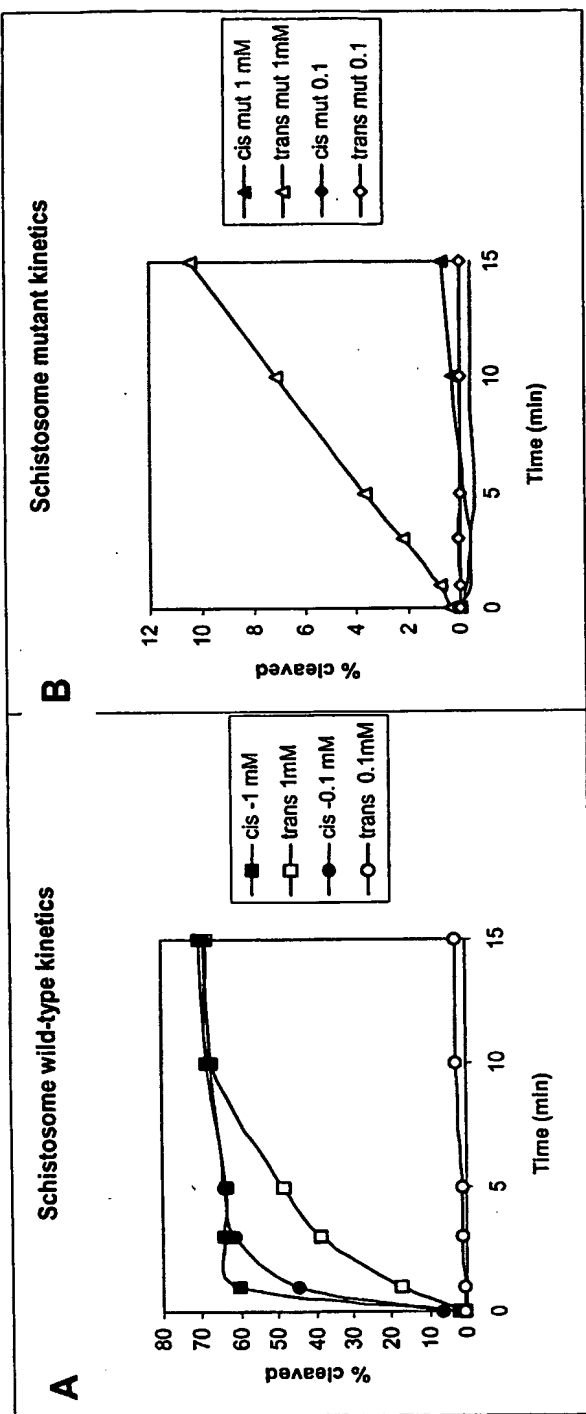 A
Schistosome wild-type kinetics
% cleaved
80
70
60
50
40
30
20
10
0
0
5
10
15
Time (min)
cis -1 mM
trans 1mM
cis -0.1 mM
trans 0.1mM
B
Schistosome mutant kinetics
% cleaved
12
10
8
6
4
2
0
0
5
10
15
Time (min)
cis mut 1 mM
trans mut 1mM
cis mut 0.1
trans mut 0.1